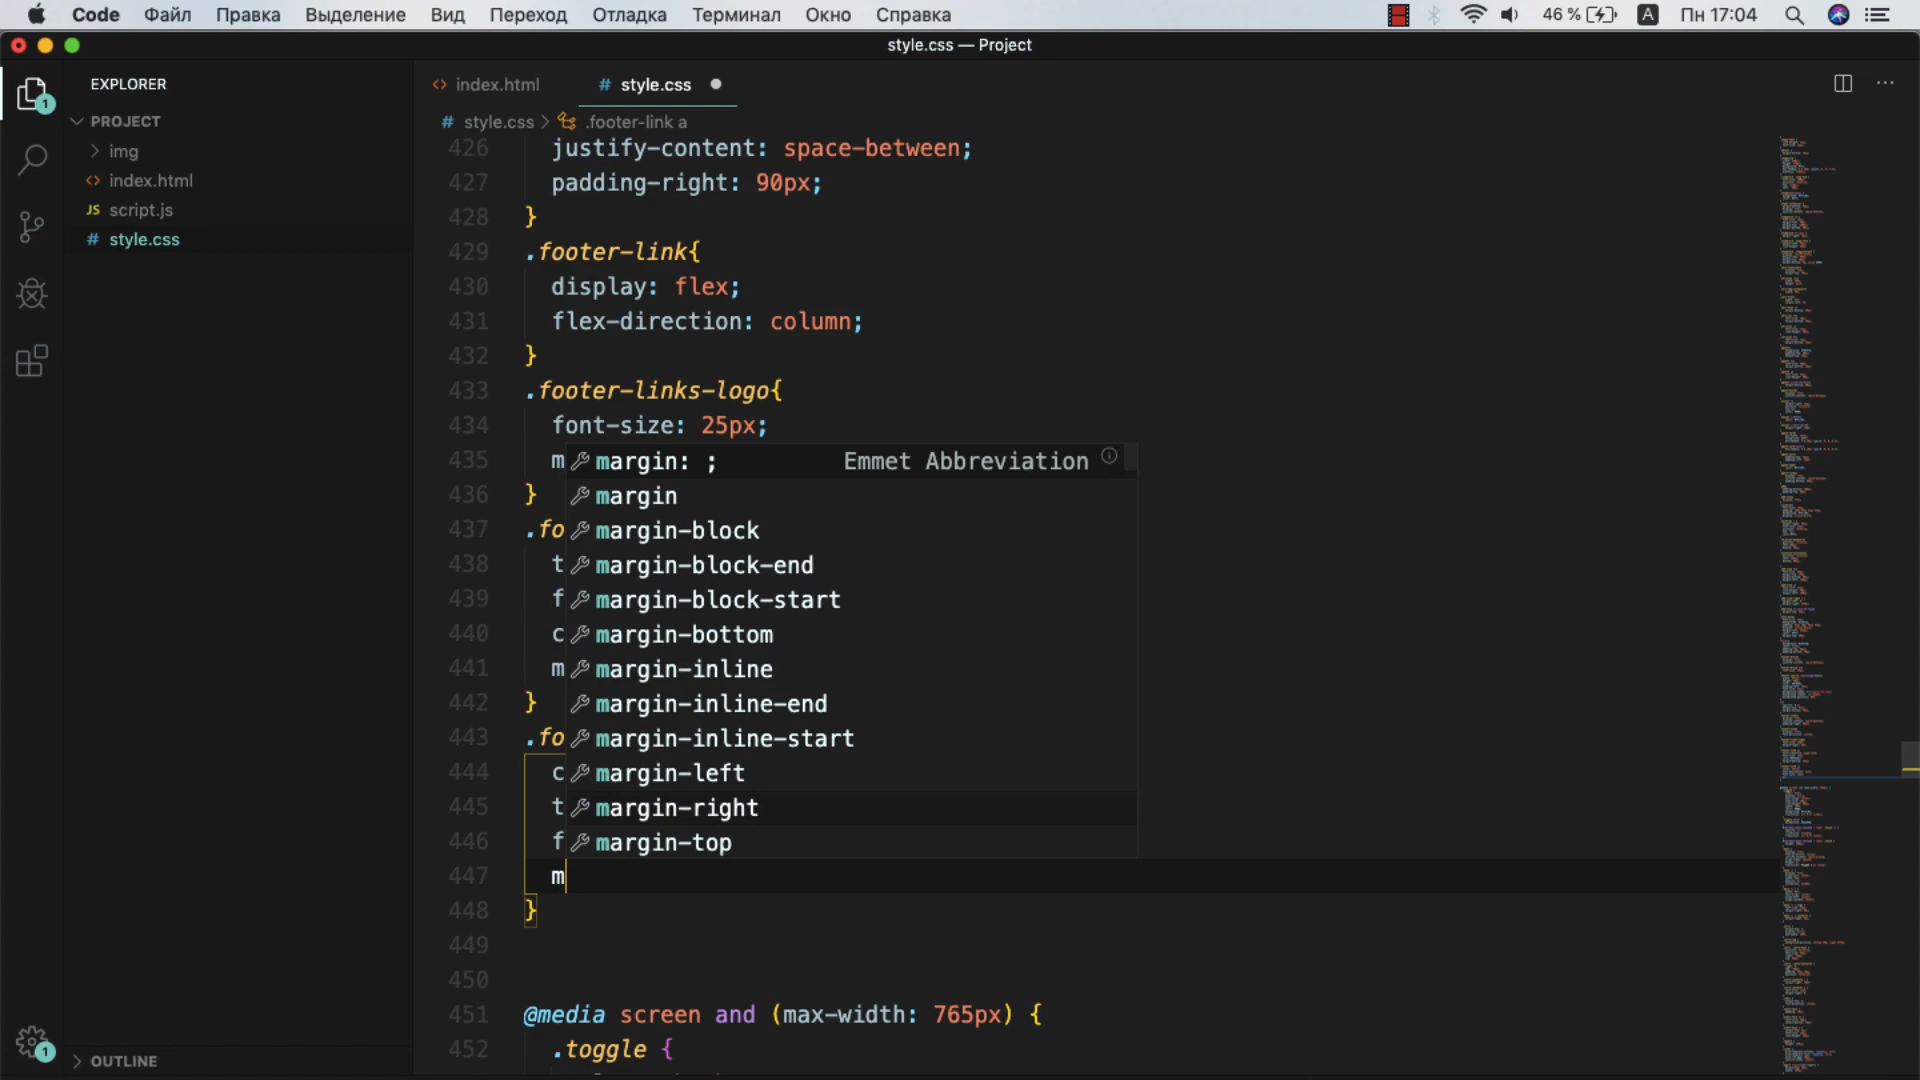 Code Файл Правка Выделение Вид Переход Отладка Терминал Окно Справка 46 % A Пн 17:04
style.css — Project
EXPLORER
PROJECT
img
index.html
JS script.js
# style.css
OUTLINE
1
1
index.html # style.css
# style.css > .footer-link a
426 justify-content: space-between;
427 padding-right: 90px;
428 }
429 .footer-link{
430 display: flex;
431 flex-direction: column;
432 }
433 .footer-links-logo{
434 font-size: 25px;
435 m
436 }
437 .fo
438 t
439 f
440 c
441 m
442 }
443 .fo
444 c
445 t
446 f
447 m
448 }
449
450
451 @media screen and (max-width: 765px) {
452 .toggle {
margin: ; Emmet Abbreviation
margin
margin-block
margin-block-end
margin-block-start
margin-bottom
margin-inline
margin-inline-end
margin-inline-start
margin-left
margin-right
margin-top